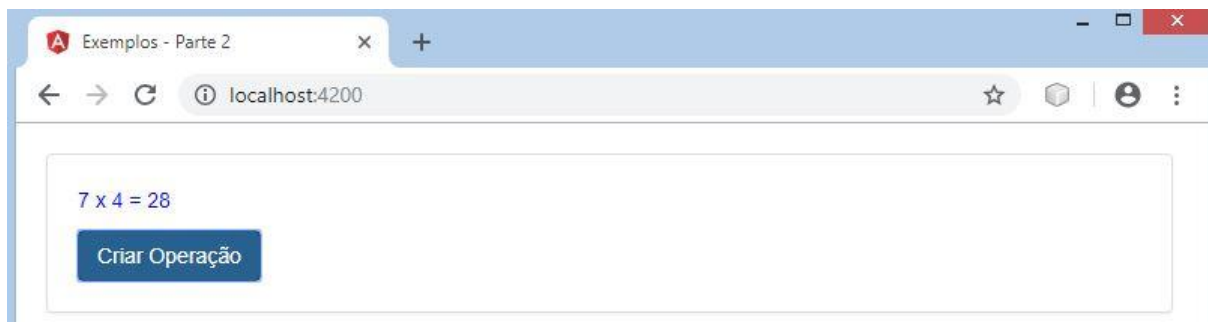 Exemplos - Parte 2
localhost:4200
7 x 4 = 28
Criar Operação